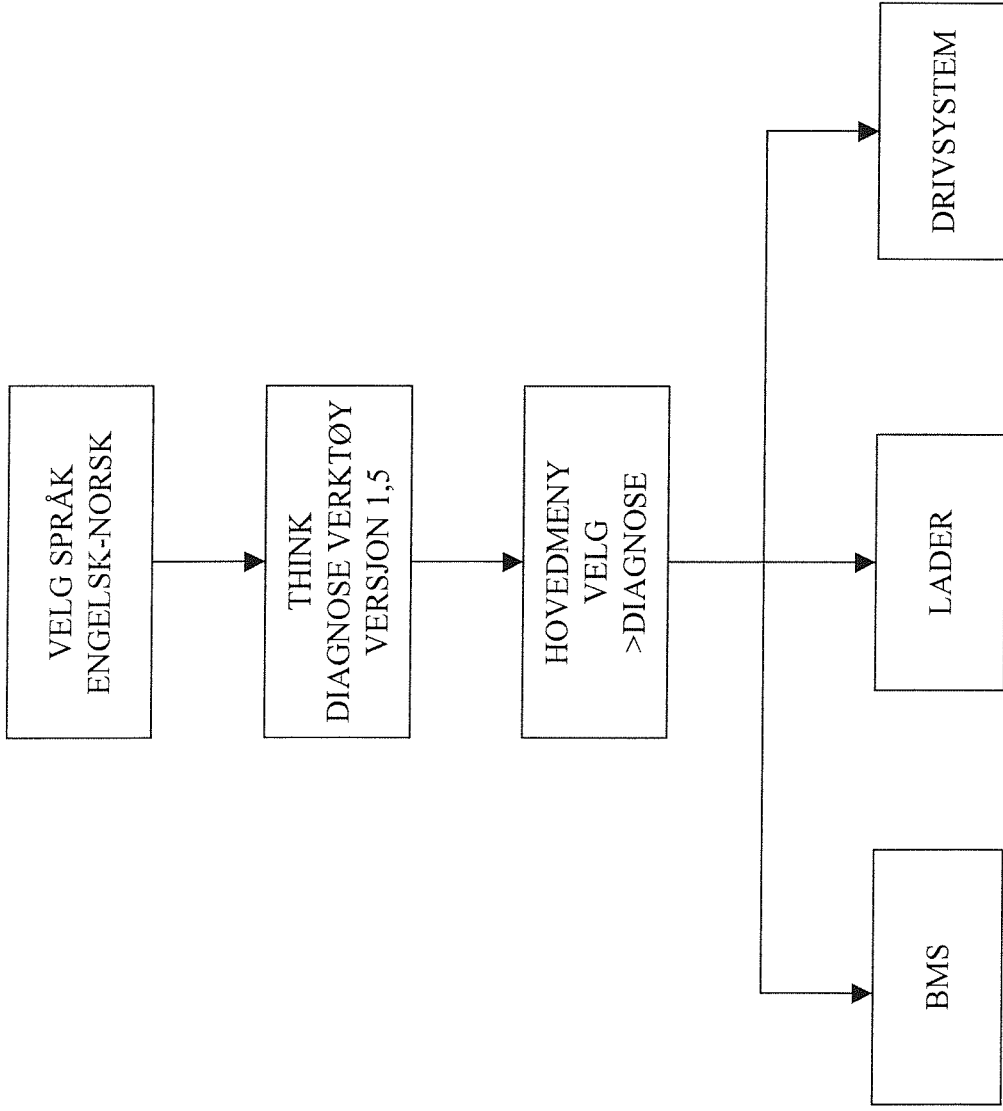 VELG SPRÅK
ENGELSK-NORSK
THINK
DIAGNOSE VERKTØY
VERSJON 1,5
HOVEDMENY
VELG
>DIAGNOSE
BMS
LADER
DRIVSYSTEM